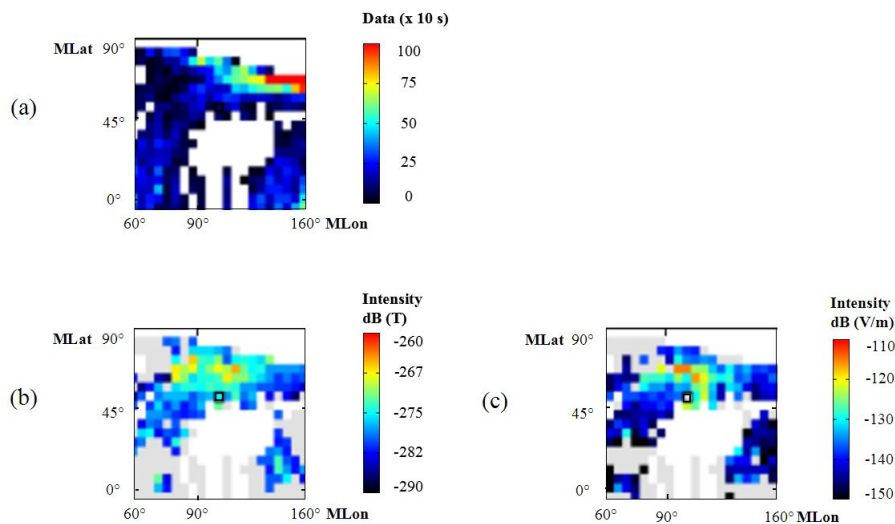 Data (x 10 s)
MLat 90° 100
75
(a)
45° 50
25
0° 0
60° 90° 160° MLon
Intensity
dB (T)
MLat 90° -260
-267
(b)
45° -275
-282
0° -290
60° 90° 160° MLon
Intensity
dB (V/m)
MLat 90° -110
-120
(c)
45° -130
-140
0° -150
60° 90° 160° MLon